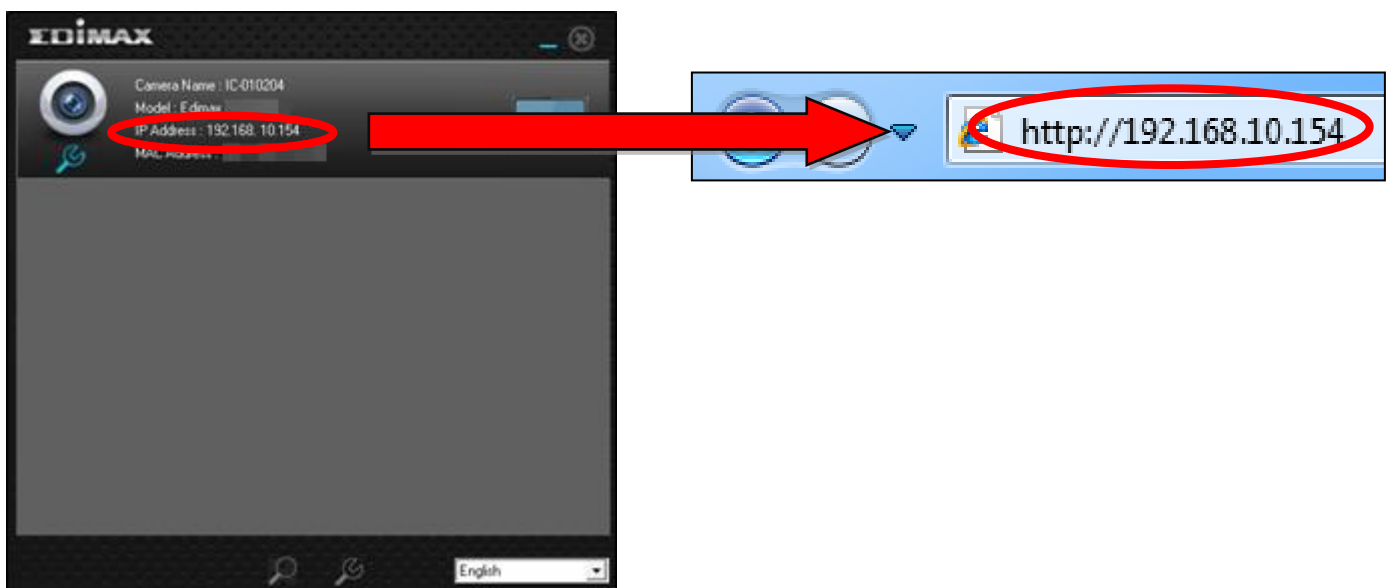 EDIMAX
Camera Name : IC-010204
Model : Edimax
IP Address : 192.168. 10.154
MAC Address :
English
http://192.168.10.154